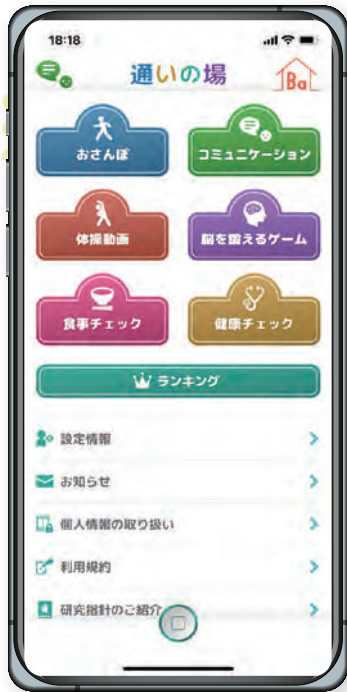 18:18
通いの場
Ba
おさんぽ
コミュニケーション
体操動画
脳を鍛えるゲーム
食事チェック
健康チェック
ランキング
設定情報
お知らせ
個人情報の取り扱い
利用規約
研究指針のご紹介